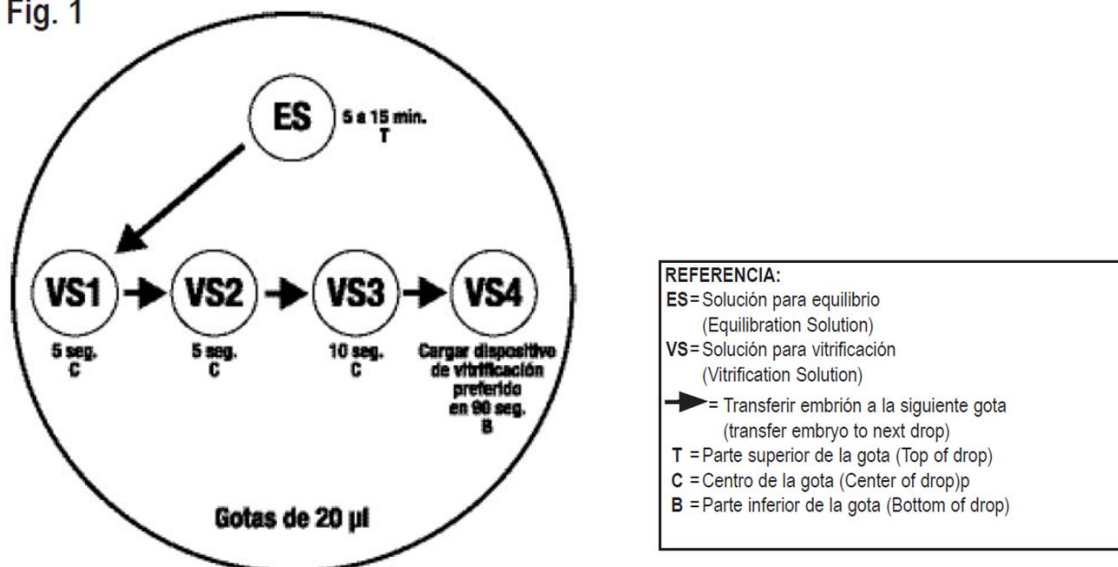 Fig. 1
ES
5 a 15 min.
T
VS1
VS2
VS3
VS4
5 seg.
C
5 seg.
C
10 seg.
C
Cargar dispositivo
de vitrificación
preferido
en 90 seg.
B
Gotas de 20 µl
REFERENCIA:
ES= Solución para equilibrio
(Equilibration Solution)
VS= Solución para vitrificación
(Vitrification Solution)
= Transferir embrión a la siguiente gota
(transfer embryo to next drop)
T =Parte superior de la gota (Top of drop)
C =Centro de la gota (Center of drop)p
B =Parte inferior de la gota (Bottom of drop)